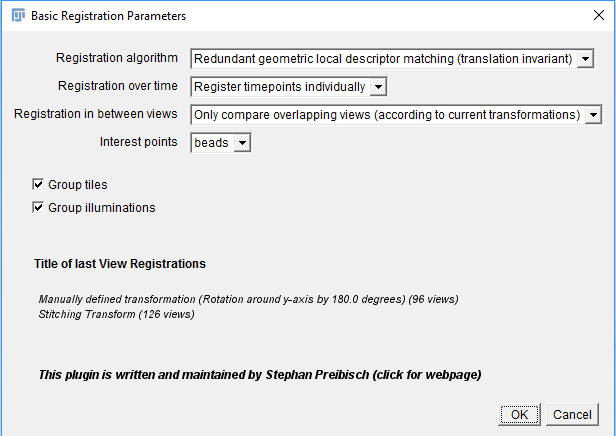 Basic Registration Parameters
Registration algorithm Redundant geometric local descriptor matching (translation invariant)
Registration over time Register timepoints individually
Registration in between views Only compare overlapping views (according to current transformations)
Interest points beads
Group tiles
Group illuminations
Title of last View Registrations
Manually defined transformation (Rotation around y-axis by 180.0 degrees) (96 views)
Stitching Transform (126 views)
This plugin is written and maintained by Stephan Preibisch (click for webpage)
OK Cancel